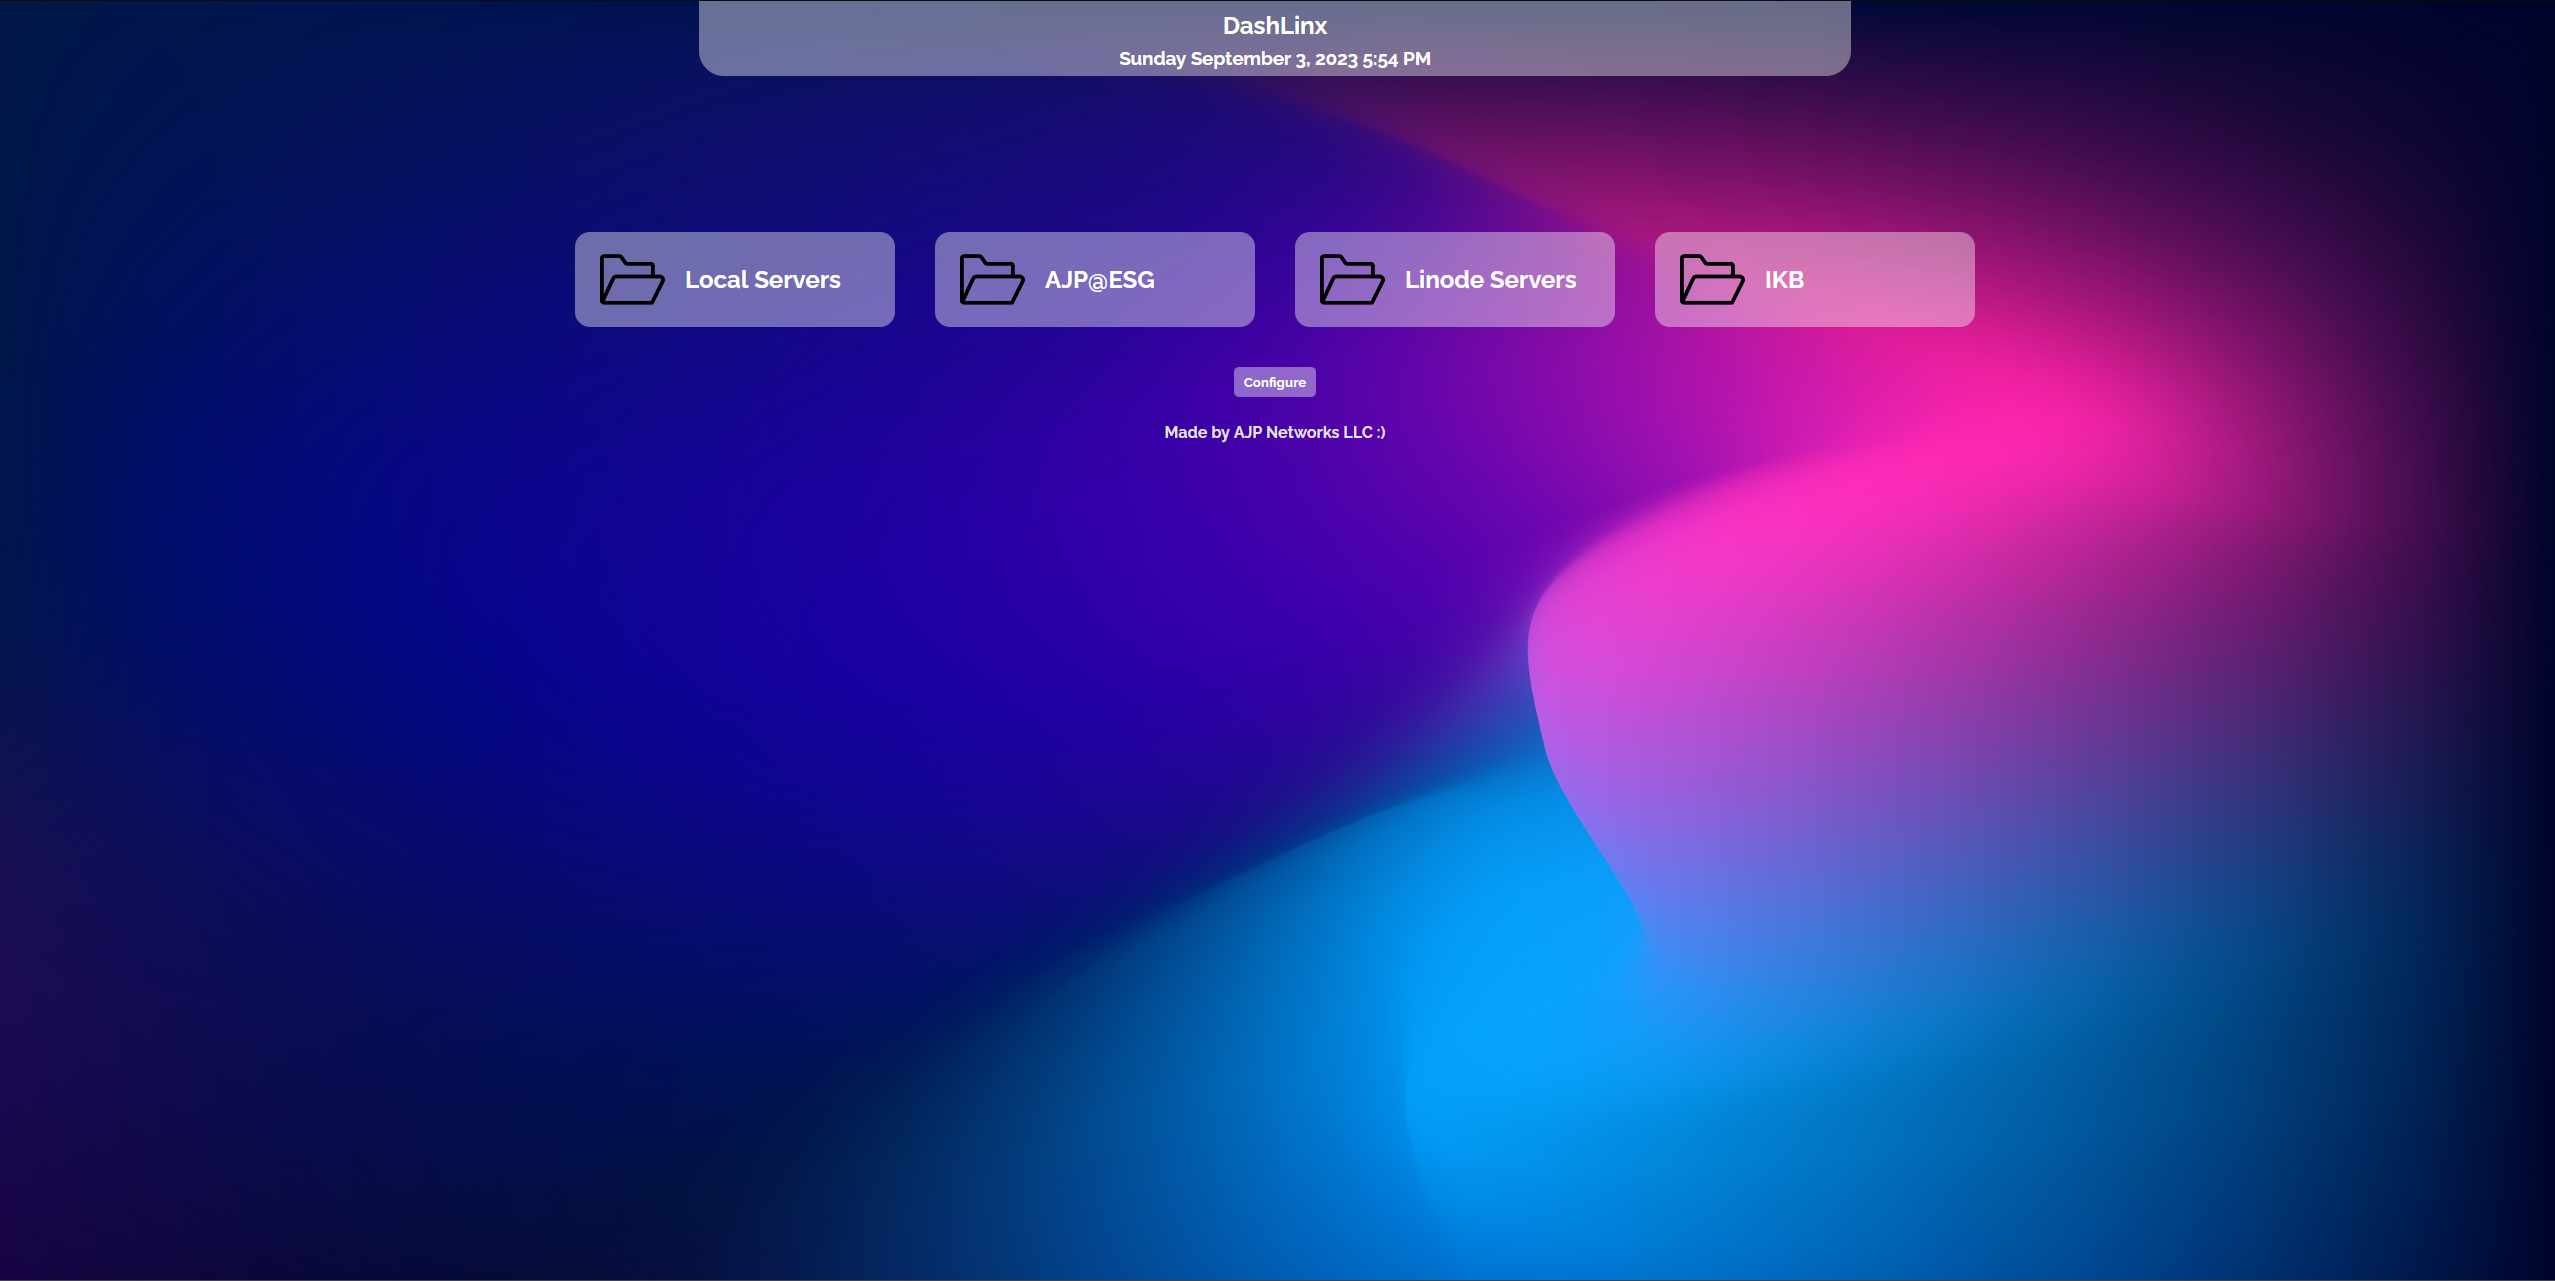 DashLinx
Sunday September 3, 2023 5:54 PM
Local Servers
AJP@ESG
Linode Servers
IKB
Configure
Made by AJP Networks LLC :)